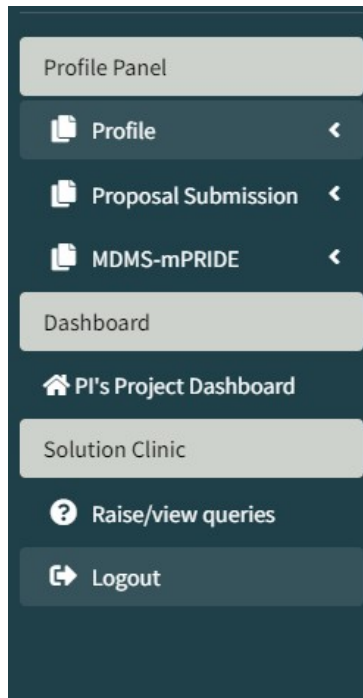 Profile Panel
Profile
Proposal Submission
MDMS-mPRIDE
Dashboard
PI's Project Dashboard
Solution Clinic
Raise/view queries
Logout